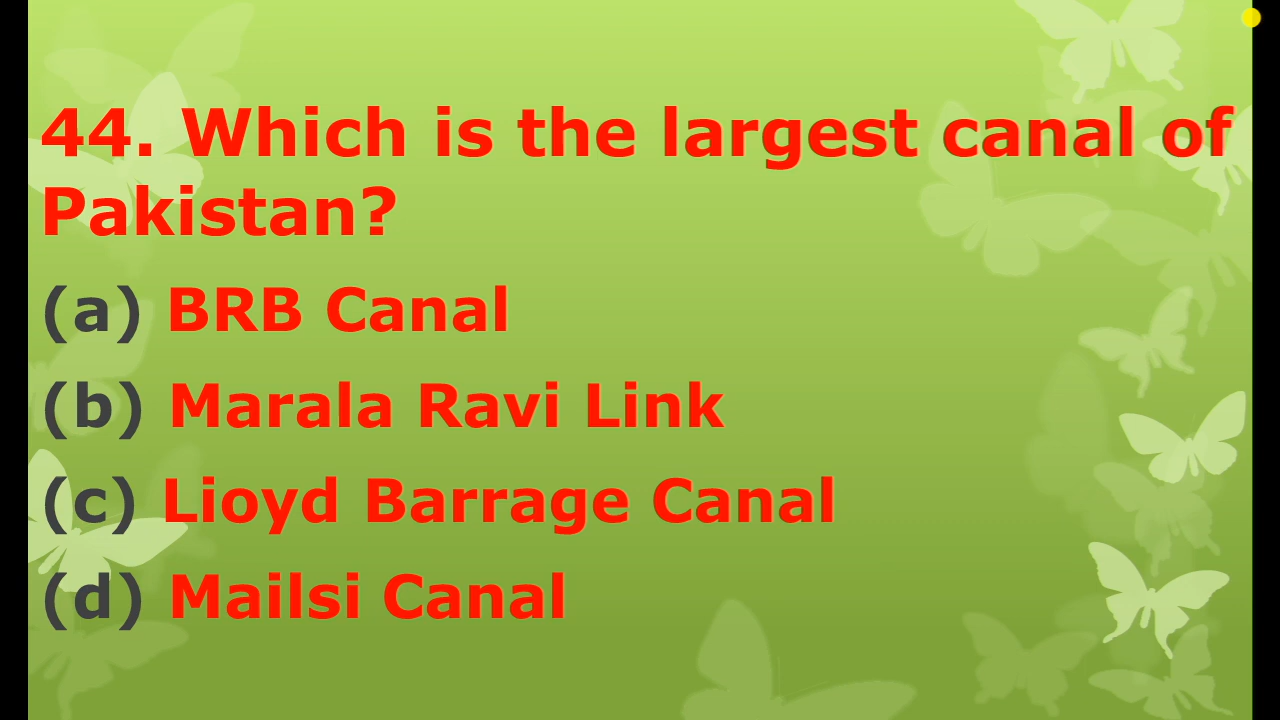 44. Which is the largest canal of
Pakistan?
(a) BRB Canal
(b) Marala Ravi Link
(c) Lioyd Barrage Canal
(d) Mailsi Canal